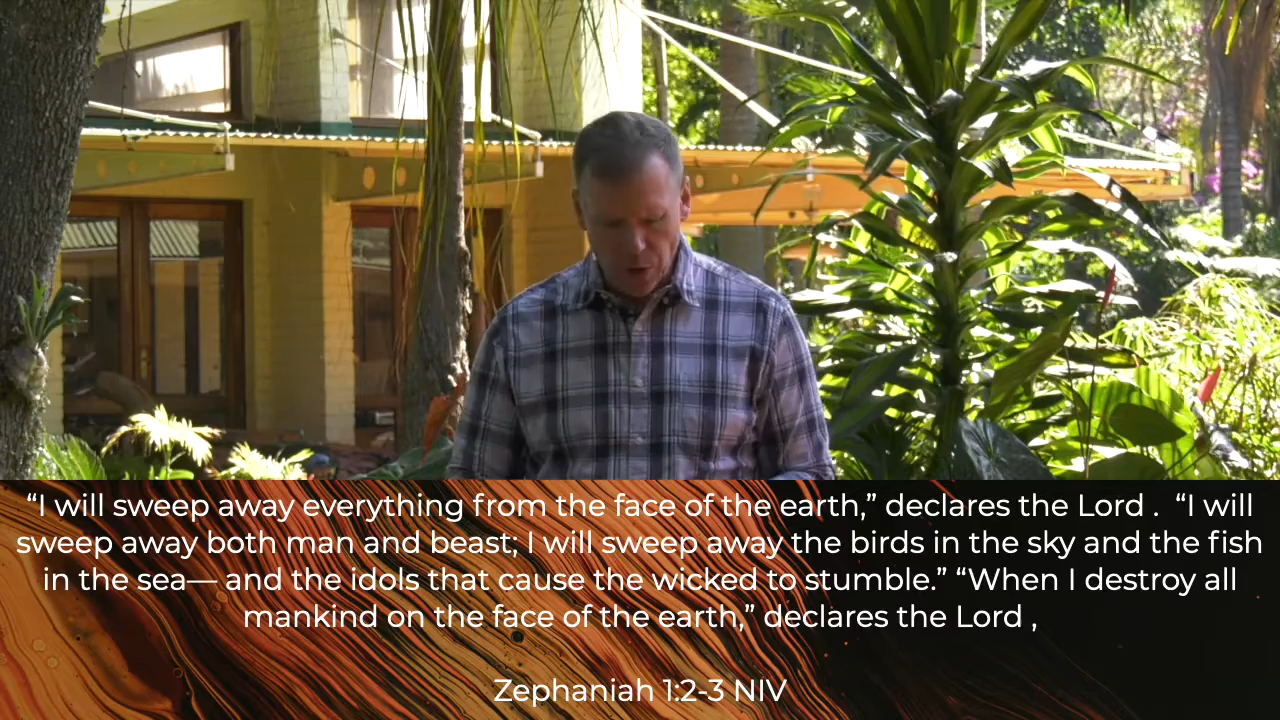 “I will sweep away everything from the face of the earth,” declares the Lord .  “I will
sweep away both man and beast; I will sweep away the birds in the sky and the fish
in the sea— and the idols that cause the wicked to stumble.” “When I destroy all
mankind on the face of the earth,” declares the Lord ,
Zephaniah 1:2-3 NIV